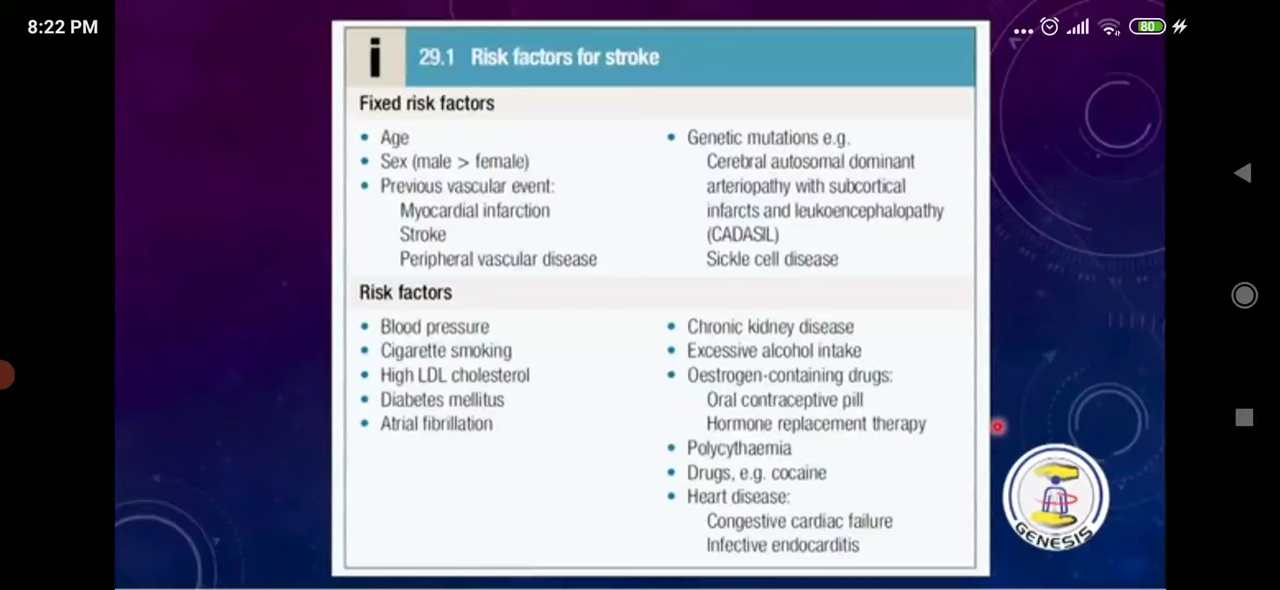 8:22 PM
80
i
29.1 Risk factors for stroke
Fixed risk factors
• Age
• Sex (male > female)
• Previous vascular event:
Myocardial infarction
Stroke
Peripheral vascular disease
• Genetic mutations e.g.
Cerebral autosomal dominant
arteriopathy with subcortical
infarcts and leukoencephalopathy
(CADASIL)
Sickle cell disease
Risk factors
• Blood pressure
• Cigarette smoking
• High LDL cholesterol
• Diabetes mellitus
• Atrial fibrillation
• Chronic kidney disease
• Excessive alcohol intake
• Oestrogen-containing drugs:
Oral contraceptive pill
Hormone replacement therapy
• Polycythaemia
• Drugs, e.g. cocaine
• Heart disease:
Congestive cardiac failure
Infective endocarditis
GENESIS